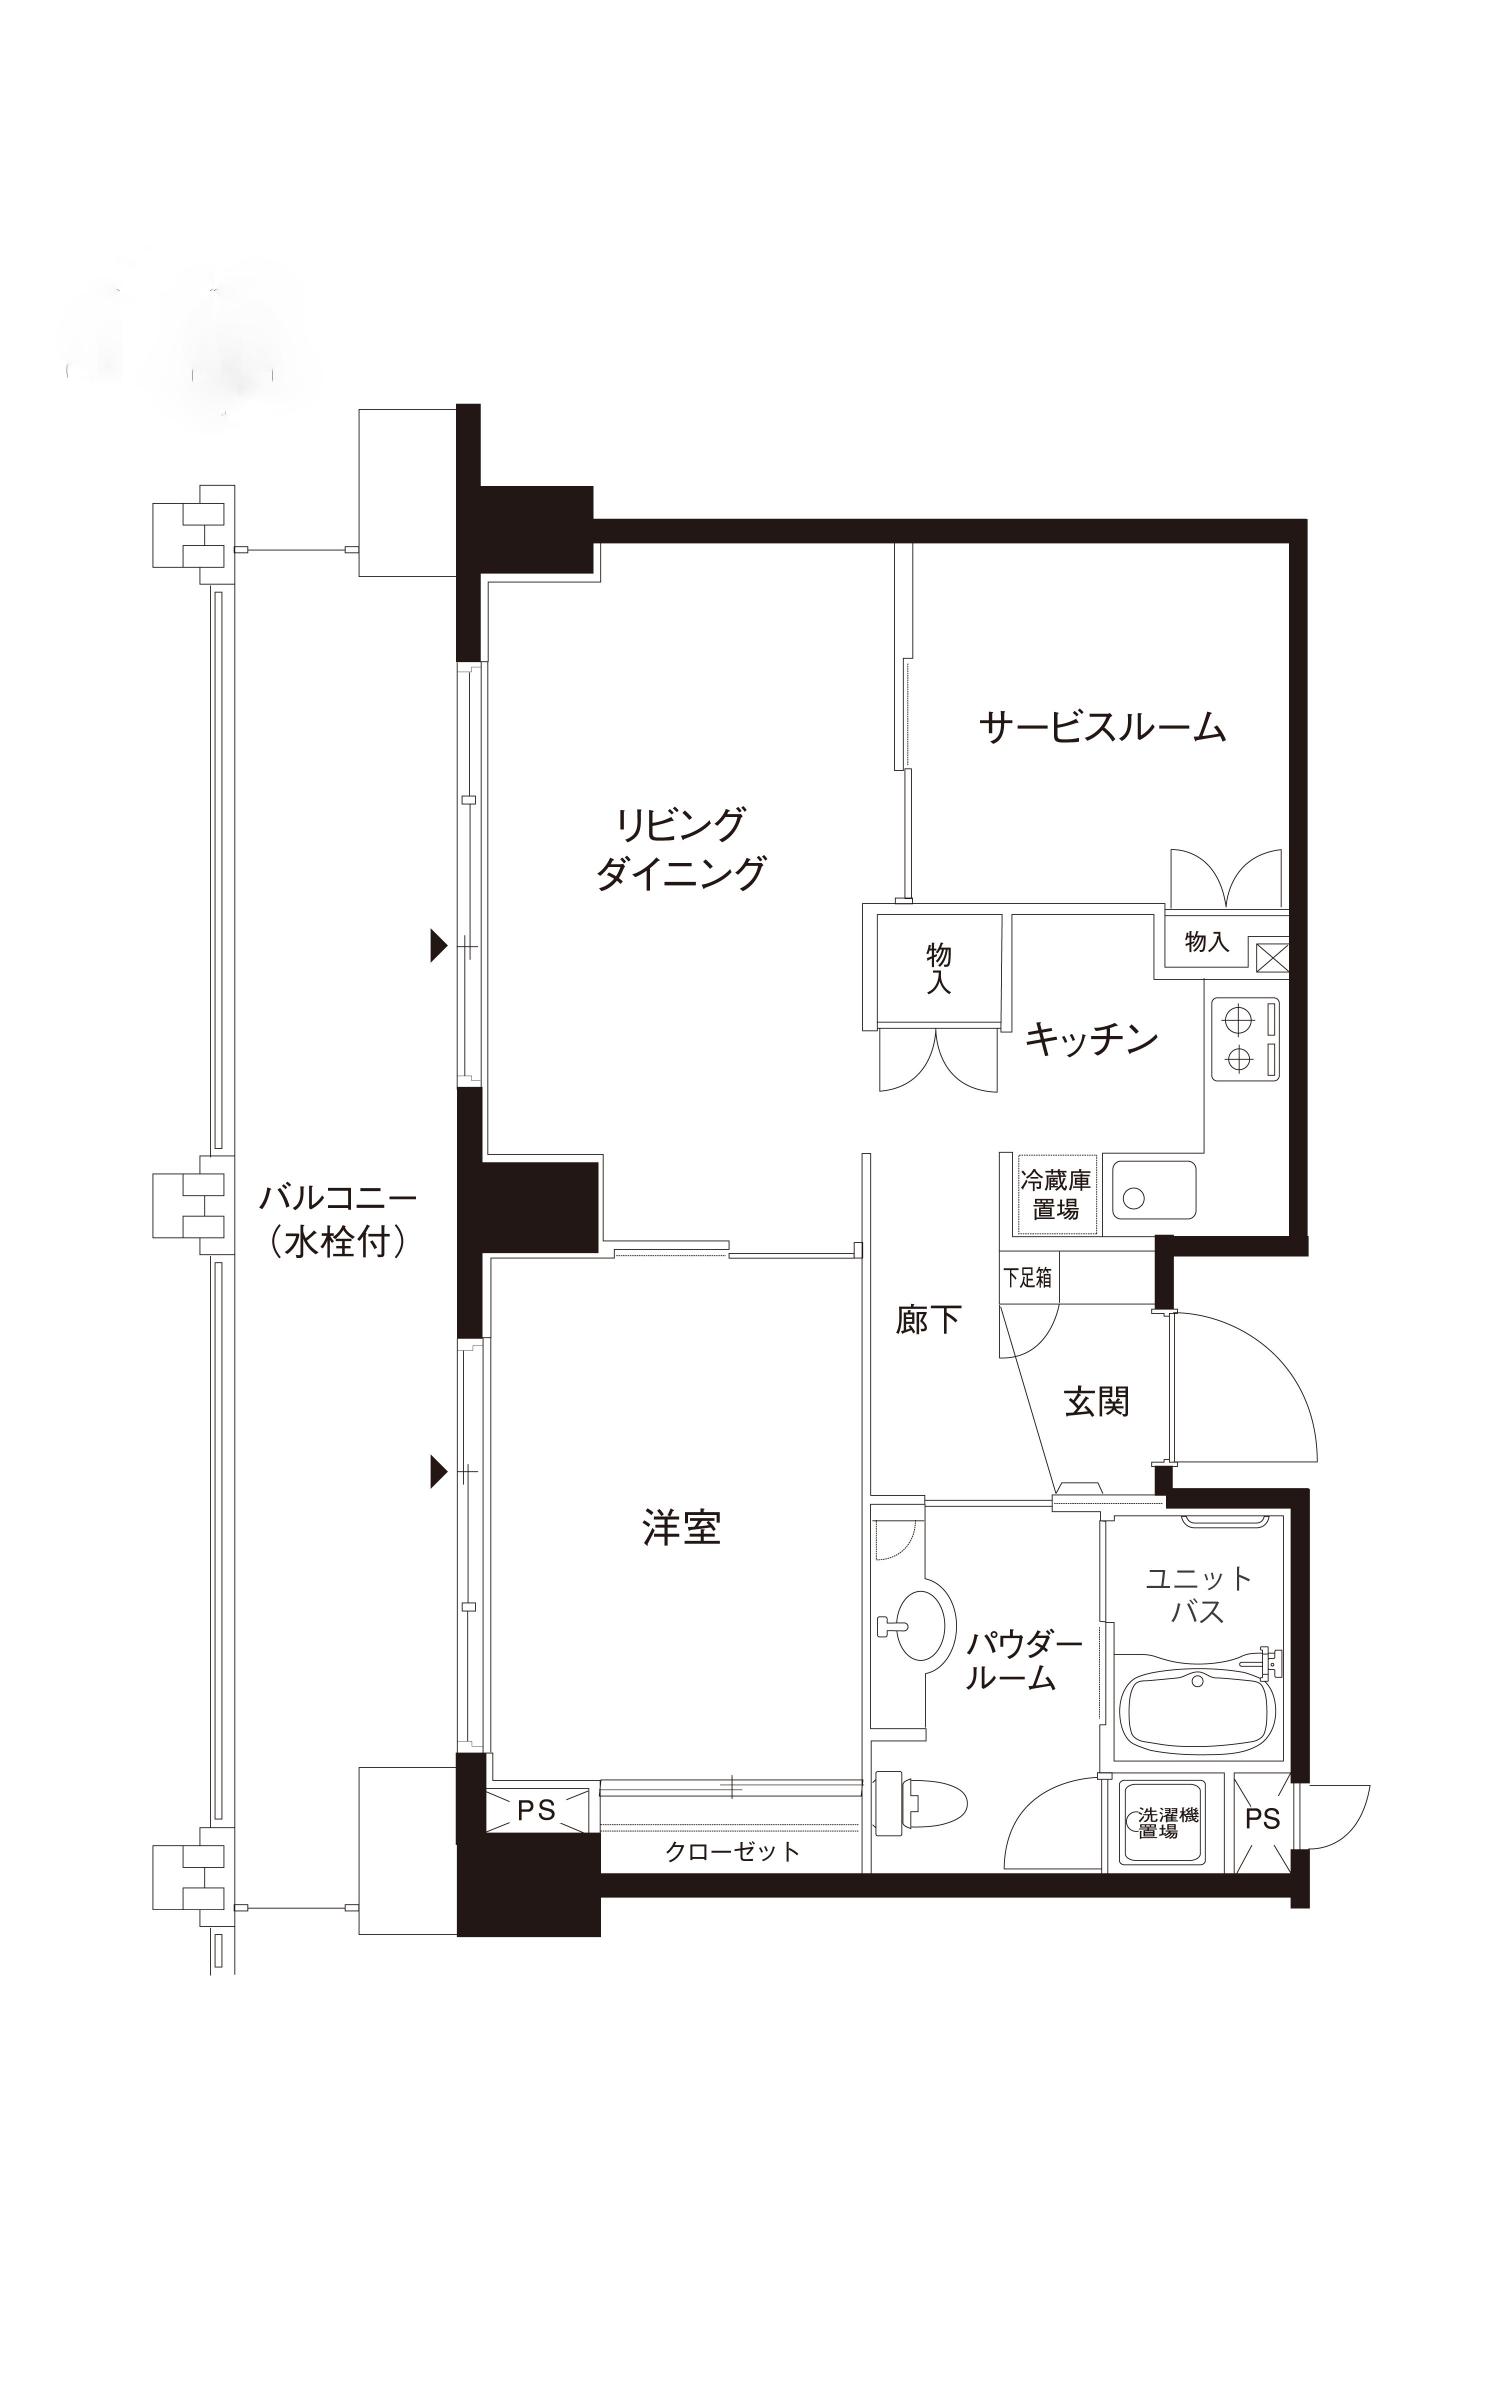 サービスルーム
リビング
ダイニング
物入
物
入
キッチン
冷蔵庫
置場
バルコニー
（水栓付）
下足箱
廊下
玄関
洋室
ユニット
バス
パウダー
ルーム
PS
洗濯機
置場
PS
クローゼット